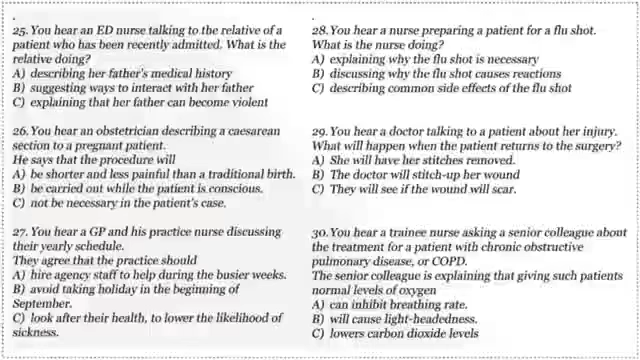 25. You hear an ED nurse talking to the relative of a
patient who has been recently admitted. What is the
relative doing?
A) describing her father's medical history
B) suggesting ways to interact with her father
C) explaining that her father can become violent
26. You hear an obstetrician describing a caesarean
section to a pregnant patient.
He says that the procedure will
A) be shorter and less painful than a traditional birth.
B) be carried out while the patient is conscious.
C) not be necessary in the patient's case.
27. You hear a GP and his practice nurse discussing
their yearly schedule.
They agree that the practice should
A) hire agency staff to help during the busier weeks.
B) avoid taking holiday in the beginning of
September.
C) look after their health, to lower the likelihood of
sickness.
28. You hear a nurse preparing a patient for a flu shot.
What is the nurse doing?
A) explaining why the flu shot is necessary
B) discussing why the flu shot causes reactions
C) describing common side effects of the flu shot
29. You hear a doctor talking to a patient about her injury.
What will happen when the patient returns to the surgery?
A) She will have her stitches removed.
B) The doctor will stitch-up her wound
C) They will see if the wound will scar.
30. You hear a trainee nurse asking a senior colleague about
the treatment for a patient with chronic obstructive
pulmonary disease, or COPD.
The senior colleague is explaining that giving such patients
normal levels of oxygen
A) can inhibit breathing rate.
B) will cause light-headedness.
C) lowers carbon dioxide levels